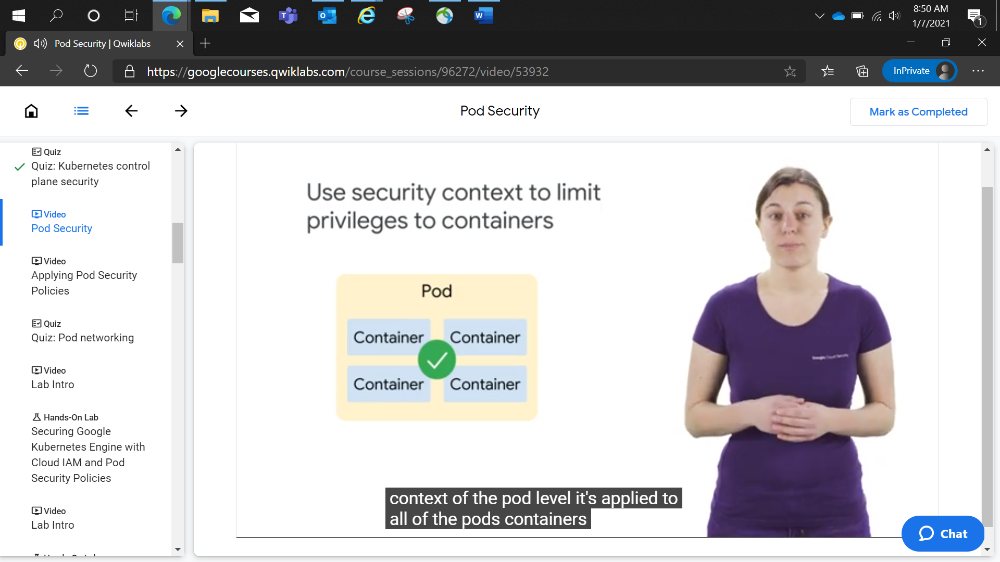 8:50 AM
1/7/2021
1
Pod Security | Qwiklabs
https://googlecourses.qwiklabs.com/course_sessions/96272/video/53932
InPrivate
Pod Security
Mark as Completed
Quiz
Quiz: Kubernetes control
plane security
Video
Pod Security
Video
Applying Pod Security
Policies
Quiz
Quiz: Pod networking
Video
Lab Intro
Hands-On Lab
Securing Google
Kubernetes Engine with
Cloud IAM and Pod
Security Policies
Video
Lab Intro
Use security context to limit
privileges to containers
Pod
Container Container
Container Container
Google Cloud Security
context of the pod level it's applied to
all of the pods containers
Chat